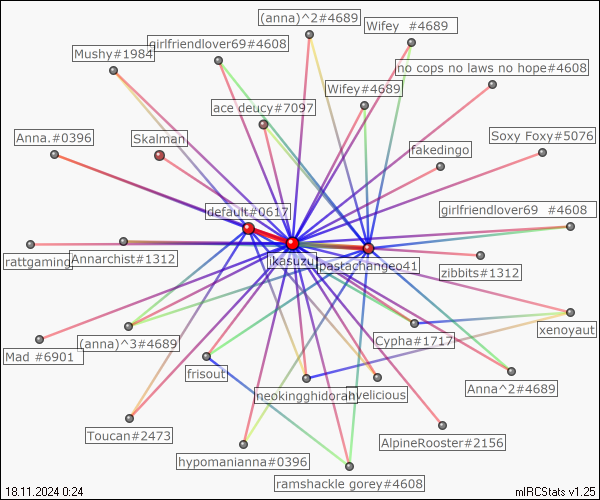 (anna)^2#4689
Wifey  #4689
girlfriendlover69#4608
Mushy#1984
no cops no laws no hope#4608
Wifey#4689
ace deucy#7097
Anna.#0396
Skalman
Soxy Foxy#5076
fakedingo
default#0617
girlfriendlover69  #4608
rattgaming
Annarchist#1312
ikasuzu
pastachangeo41
zibbits#1312
xenoyaut
(anna)^3#4689
Cypha#1717
Mad #6901
frisout
neokingghidorah
velicious
Anna^2#4689
Toucan#2473
AlpineRooster#2156
hypomanianna#0396
ramshackle gorey#4608
18.11.2024 0:24
mIRCStats v1.25